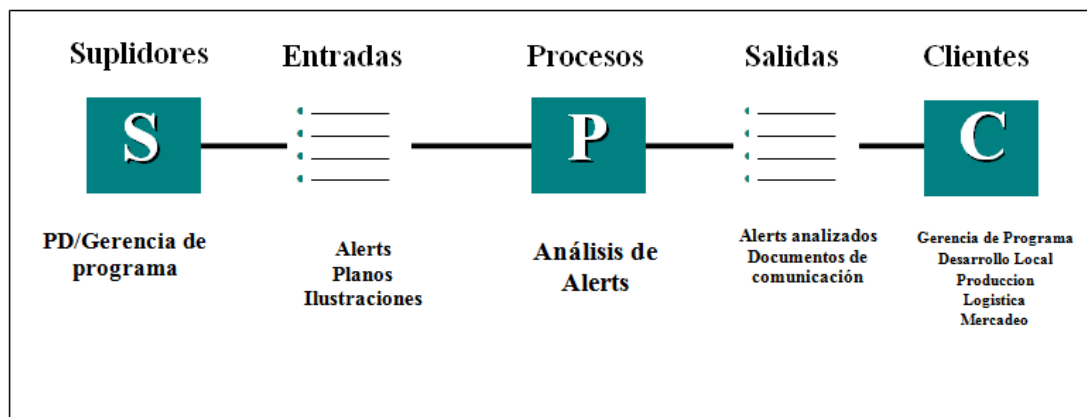 Suplidores
Entradas
Procesos
Salidas
Clientes
S
P
C
PD/Gerencia de
programa
Alerts
Planos
Ilustraciones
Análisis de
Alerts
Alerts analizados
Documentos de
comunicación
Gerencia de Programa
Desarrollo Local
Produccion
Logistica
Mercadeo